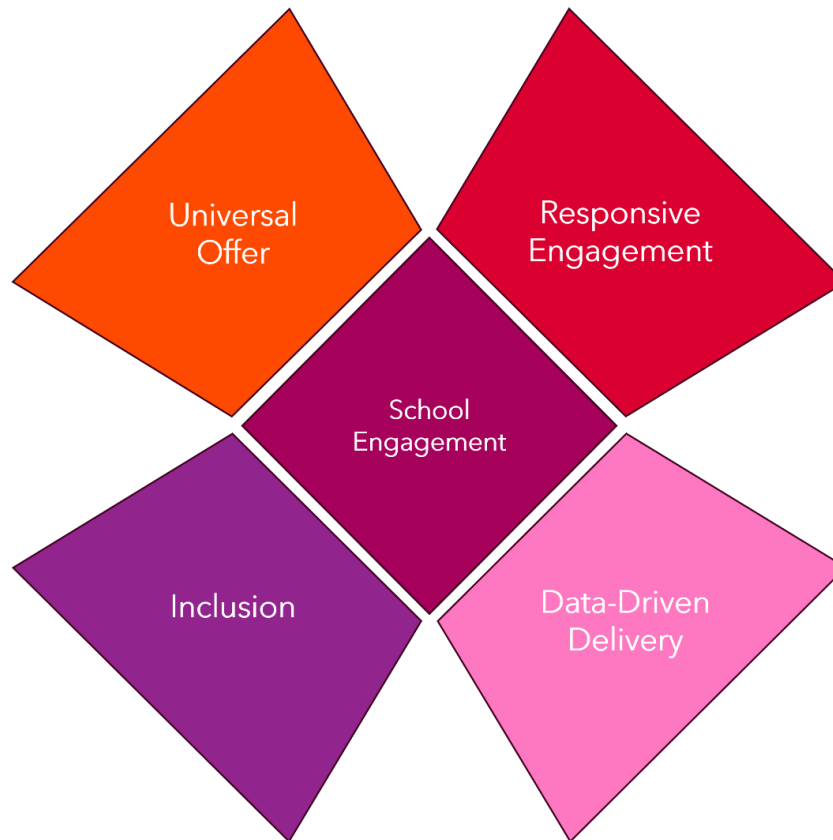 Universal
Offer
Responsive
Engagement
School
Engagement
Inclusion
Data-Driven
Delivery